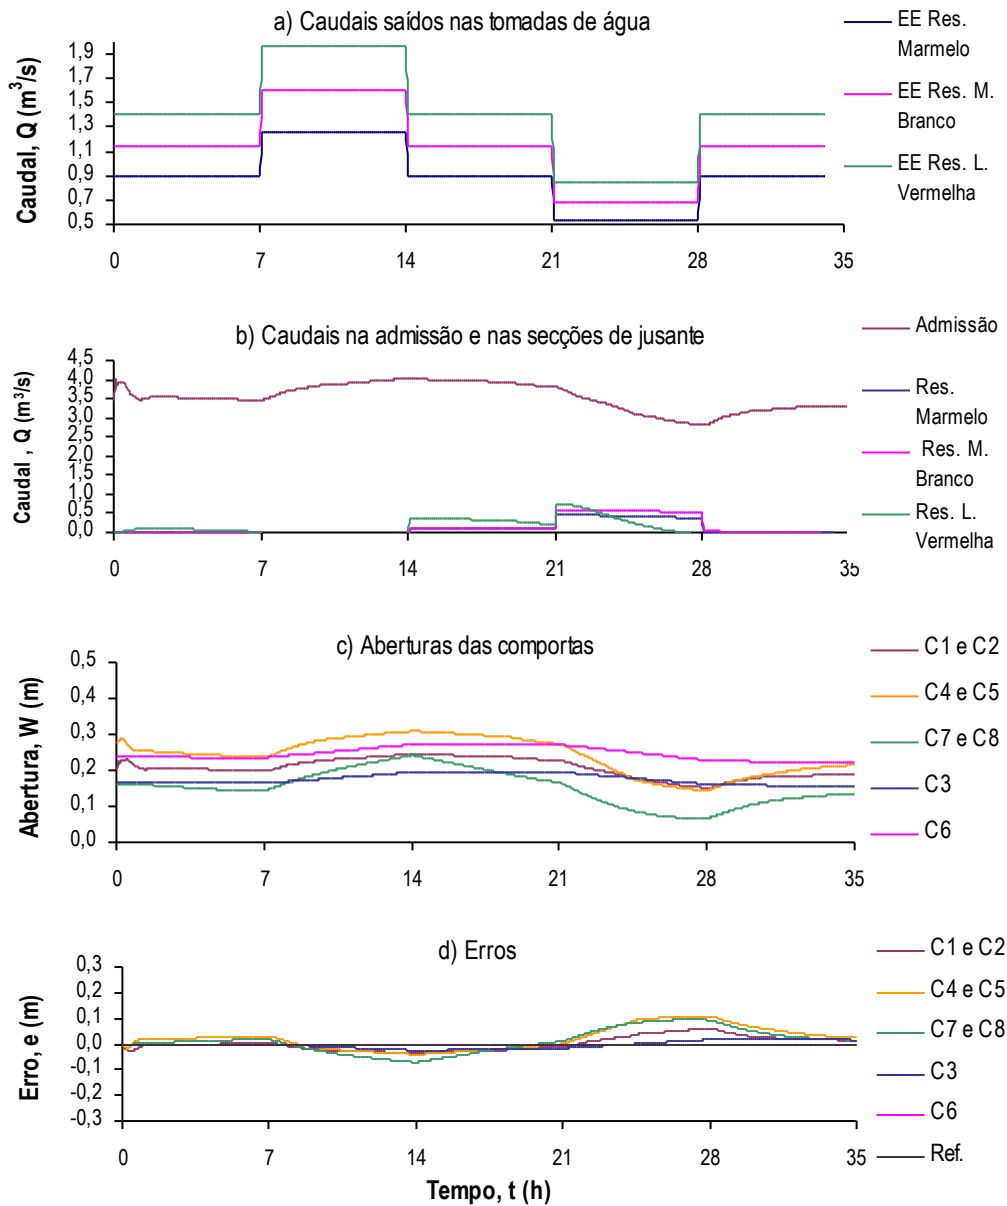 a) Caudais saídos nas tomadas de água
Caudal, Q (m³/s)
1,9
1,7
1,5
1,3
1,1
0,9
0,7
0,5
0 7 14 21 28 35
EE Res.
Marmelo
EE Res. M.
Branco
EE Res. L.
Vermelha
b) Caudais na admissão e nas secções de jusante
Caudal , Q (m³/s)
4,5
4,0
3,5
3,0
2,5
2,0
1,5
1,0
0,5
0,0
0 7 14 21 28 35
Admissão
Res.
Marmelo
Res. M.
Branco
Res. L.
Vermelha
c) Aberturas das comportas
Abertura, W (m)
0,5
0,4
0,3
0,2
0,1
0,0
0 7 14 21 28 35
C1 e C2
C4 e C5
C7 e C8
C3
C6
d) Erros
Erro, e (m)
0,3
0,2
0,1
0,0
-0,1
-0,2
-0,3
0 7 14 21 28 35
Tempo, t (h)
C1 e C2
C4 e C5
C7 e C8
C3
C6
Ref.